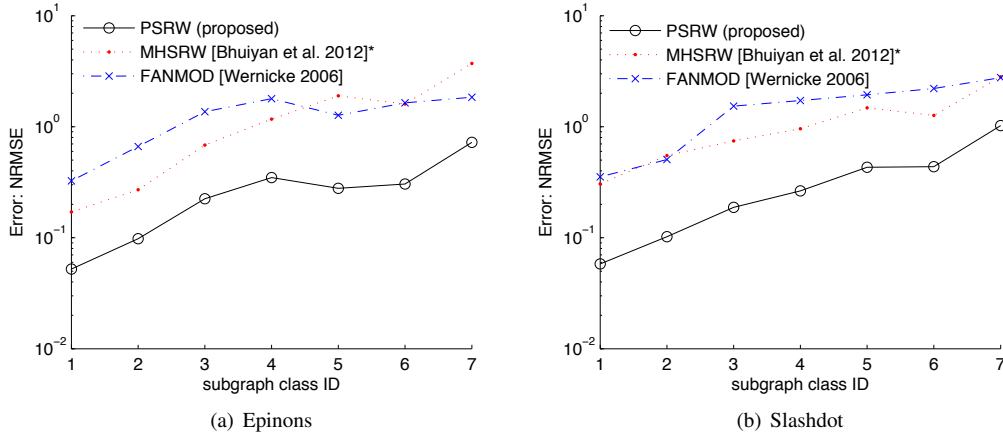 PSRW (proposed)
MHSRW [Bhuiyan et al. 2012]*
FANMOD [Wernicke 2006]
10^1
10^0
10^-1
10^-2
Error: NRMSE
1 2 3 4 5 6 7
subgraph class ID
(a) Epinons
PSRW (proposed)
MHSRW [Bhuiyan et al. 2012]*
FANMOD [Wernicke 2006]
10^1
10^0
10^-1
10^-2
Error: NRMSE
1 2 3 4 5 6 7
subgraph class ID
(b) Slashdot